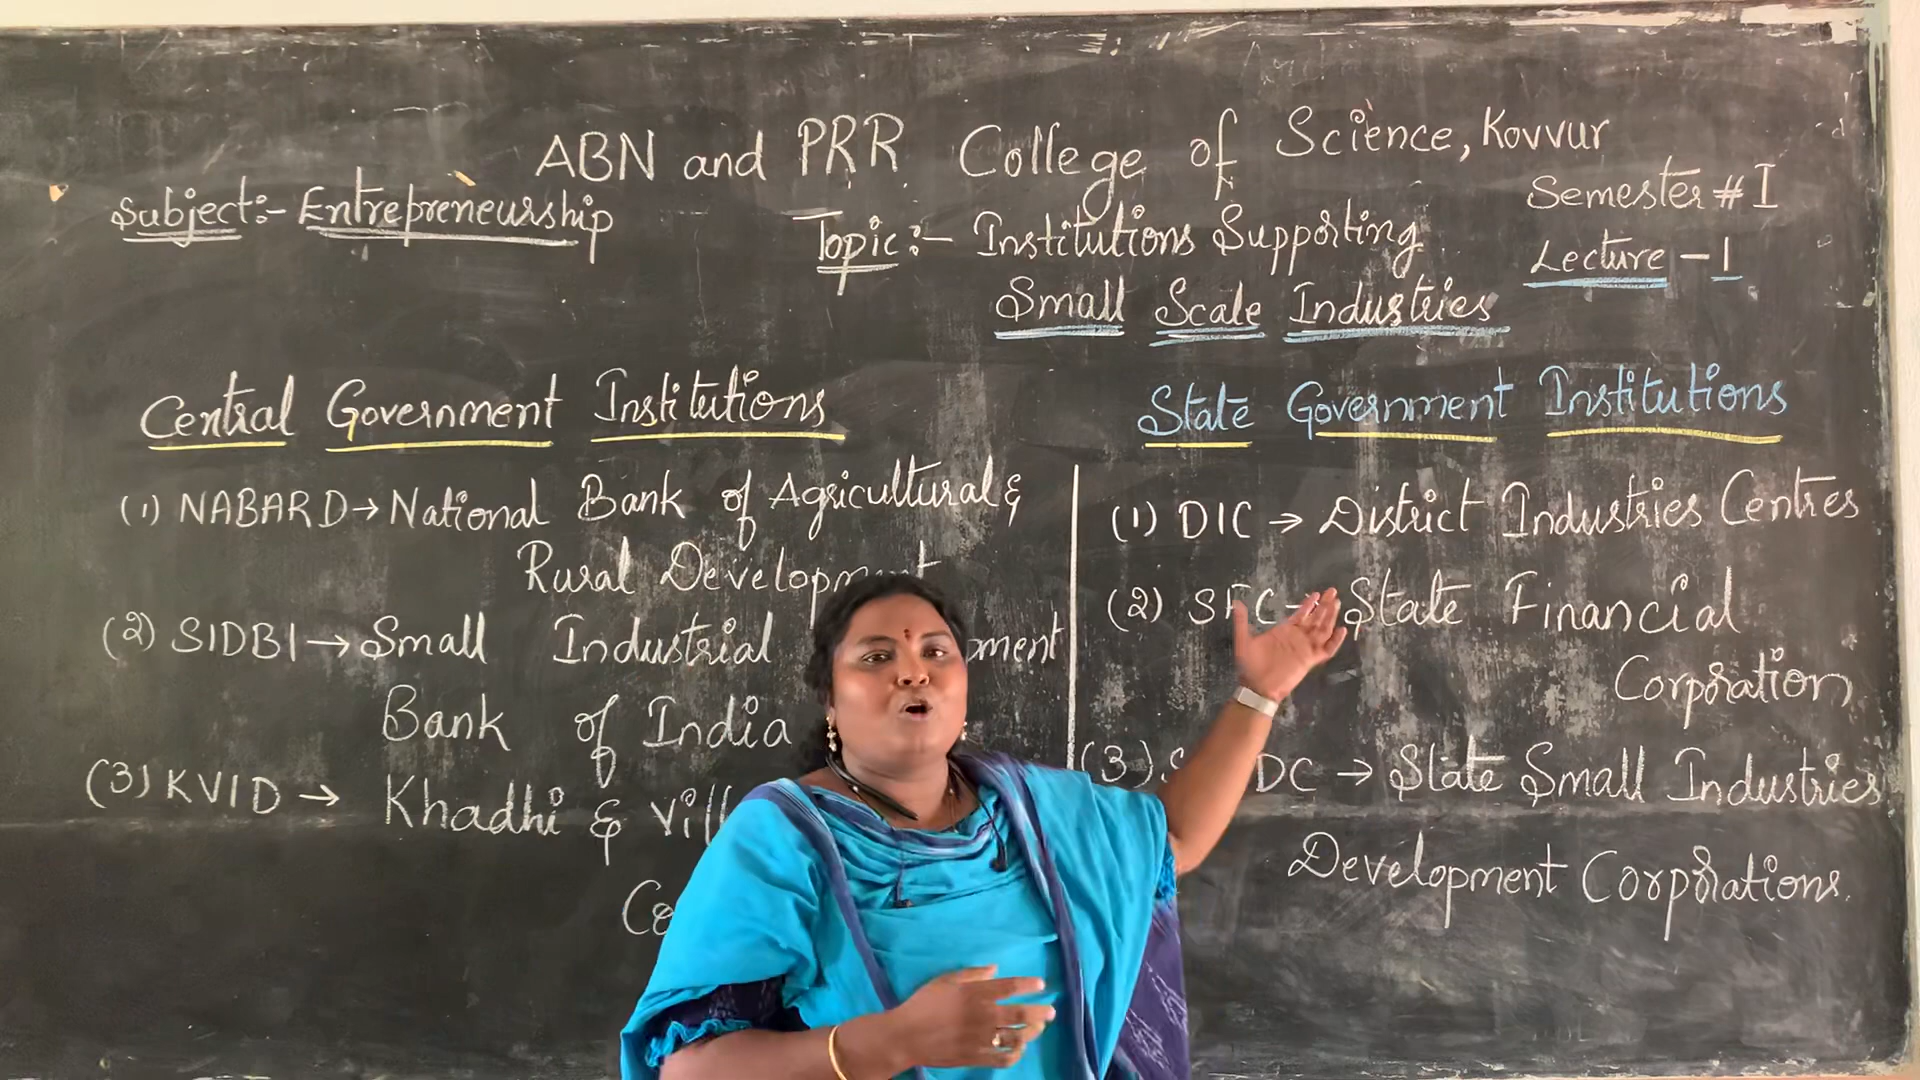 ABN and PRR College of Science, Kovvur
Subject:- Entrepreneurship
Semester # I
Topic:- Institutions Supporting
Lecture - 1
Small Scale Industries
Central Government Institutions
(1) NABARD → National Bank of Agricultural &
Rural Development
(2) SIDBI → Small Industrial
Bank of India
(3) KVID → Khadhi &
State Government Institutions
(1) DIC → District Industries Centres
(2) SFC → State Financial
Corporation
(3) → State Small Industries
Development Corporations.